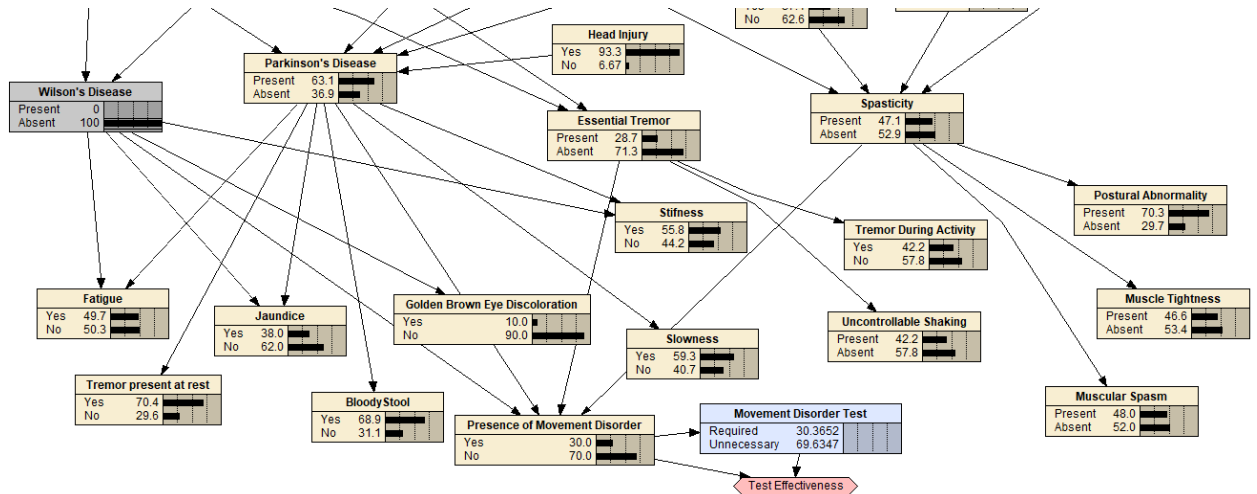 No 62.6
Head Injury
Yes 93.3
No 6.67
Parkinson's Disease
Present 63.1
Absent 36.9
Wilson's Disease
Present 0
Absent 100
Spasticity
Present 47.1
Absent 52.9
Essential Tremor
Present 28.7
Absent 71.3
Postural Abnormality
Present 70.3
Absent 29.7
Stifness
Yes 55.8
No 44.2
Tremor During Activity
Yes 42.2
No 57.8
Fatigue
Yes 49.7
No 50.3
Jaundice
Yes 38.0
No 62.0
Golden Brown Eye Discoloration
Yes 10.0
No 90.0
Slowness
Yes 59.3
No 40.7
Uncontrollable Shaking
Present 42.2
Absent 57.8
Muscle Tightness
Present 46.6
Absent 53.4
Tremor present at rest
Yes 70.4
No 29.6
BloodyStool
Yes 68.9
No 31.1
Presence of Movement Disorder
Yes 30.0
No 70.0
Movement Disorder Test
Required 30.3652
Unnecessary 69.6347
Muscular Spasm
Present 48.0
Absent 52.0
Test Effectiveness